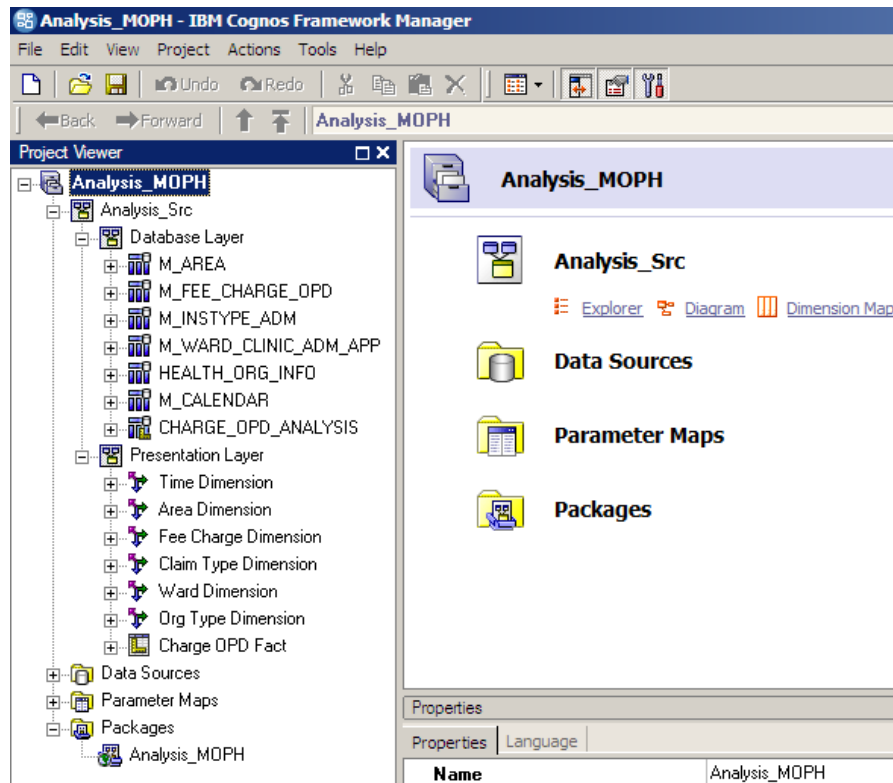 Analysis_MOPH - IBM Cognos Framework Manager
File Edit View Project Actions Tools Help
Undo Redo
Back Forward Analysis_MOPH
Project Viewer
Analysis_MOPH
Analysis_Src
Database Layer
M_AREA
M_FEE_CHARGE_OPD
M_INSTYPE_ADM
M_WARD_CLINIC_ADM_APP
HEALTH_ORG_INFO
M_CALENDAR
CHARGE_OPD_ANALYSIS
Presentation Layer
Time Dimension
Area Dimension
Fee Charge Dimension
Claim Type Dimension
Ward Dimension
Org Type Dimension
Charge OPD Fact
Data Sources
Parameter Maps
Packages
Analysis_MOPH
Analysis_MOPH
Analysis_Src
Explorer Diagram Dimension Map
Data Sources
Parameter Maps
Packages
Properties
Properties Language
Name Analysis_MOPH